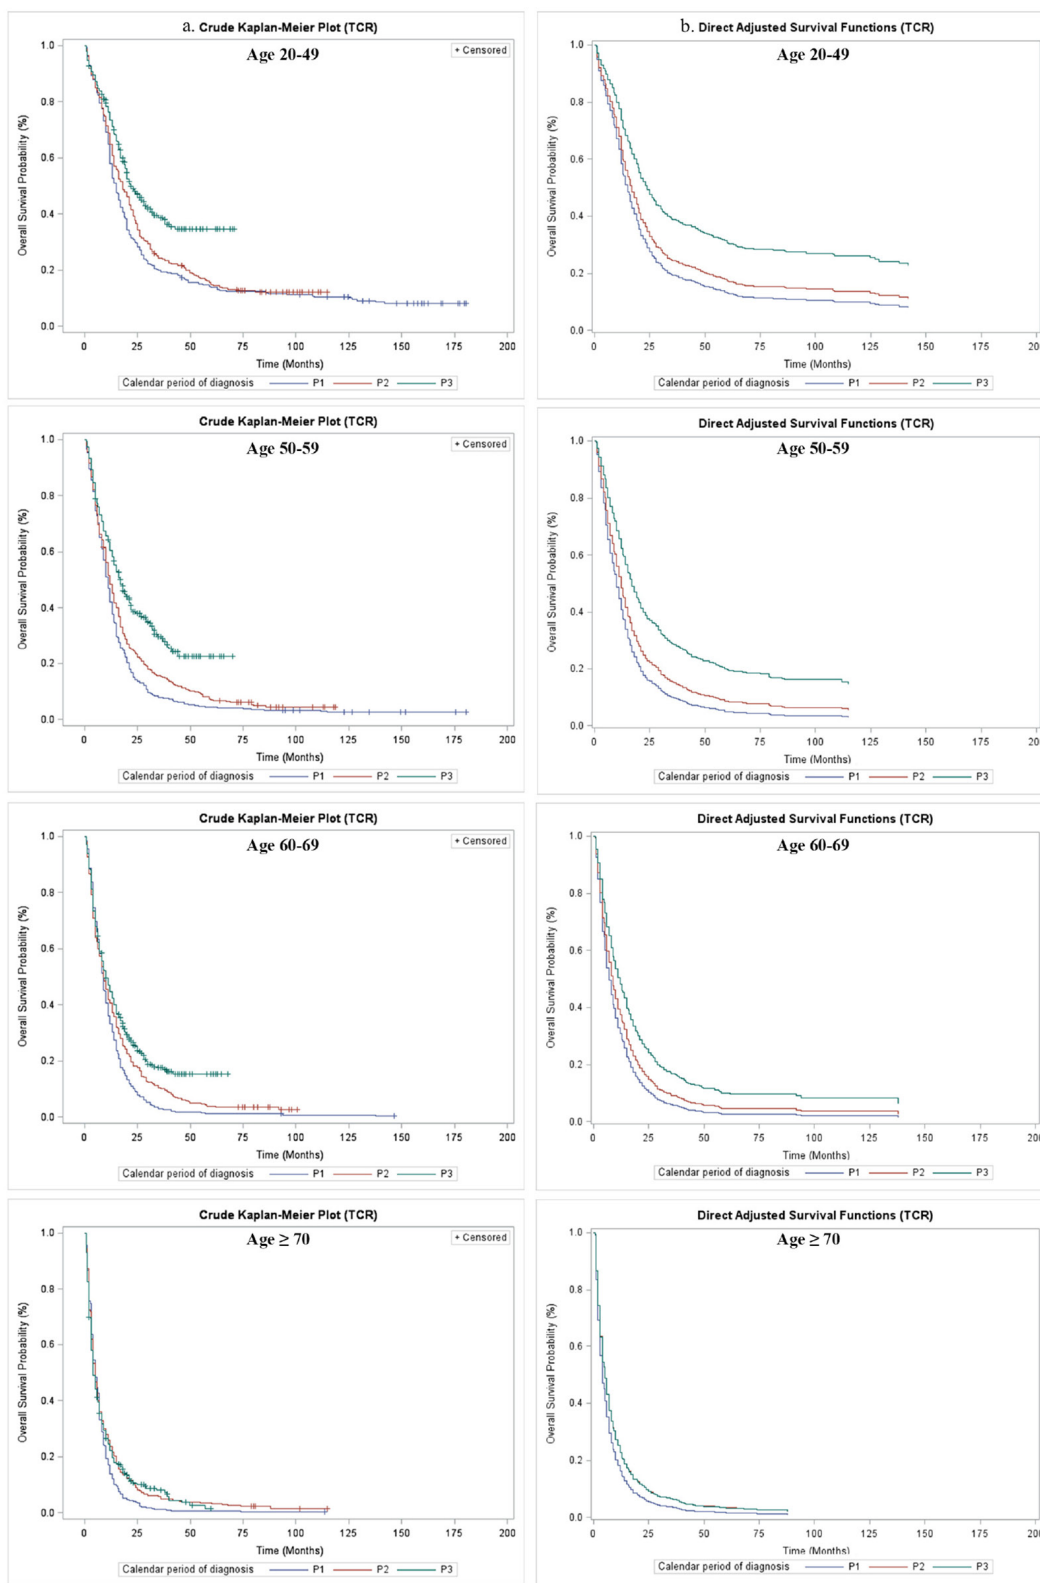 a. Crude Kaplan-Meier Plot (TCR)
Age 20-49
+ Censored
Overall Survival Probability (%)
1.0
0.8
0.6
0.4
0.2
0.0
0 25 50 75 100 125 150 175 200
Time (Months)
Calendar period of diagnosis P1 P2 P3
b. Direct Adjusted Survival Functions (TCR)
Age 20-49
Overall Survival Probability (%)
1.0
0.8
0.6
0.4
0.2
0.0
0 25 50 75 100 125 150 175 200
Time (Months)
Calendar period of diagnosis P1 P2 P3
Crude Kaplan-Meier Plot (TCR)
Age 50-59
+ Censored
Overall Survival Probability (%)
1.0
0.8
0.6
0.4
0.2
0.0
0 25 50 75 100 125 150 175 200
Time (Months)
Calendar period of diagnosis P1 P2 P3
Direct Adjusted Survival Functions (TCR)
Age 50-59
Overall Survival Probability (%)
1.0
0.8
0.6
0.4
0.2
0.0
0 25 50 75 100 125 150 175 200
Time (Months)
Calendar period of diagnosis P1 P2 P3
Crude Kaplan-Meier Plot (TCR)
Age 60-69
+ Censored
Overall Survival Probability (%)
1.0
0.8
0.6
0.4
0.2
0.0
0 25 50 75 100 125 150 175 200
Time (Months)
Calendar period of diagnosis P1 P2 P3
Direct Adjusted Survival Functions (TCR)
Age 60-69
Overall Survival Probability (%)
1.0
0.8
0.6
0.4
0.2
0.0
0 25 50 75 100 125 150 175 200
Time (Months)
Calendar period of diagnosis P1 P2 P3
Crude Kaplan-Meier Plot (TCR)
Age ≥ 70
+ Censored
Overall Survival Probability (%)
1.0
0.8
0.6
0.4
0.2
0.0
0 25 50 75 100 125 150 175 200
Time (Months)
Calendar period of diagnosis P1 P2 P3
Direct Adjusted Survival Functions (TCR)
Age ≥ 70
Overall Survival Probability (%)
1.0
0.8
0.6
0.4
0.2
0.0
0 25 50 75 100 125 150 175 200
Time (Months)
Calendar period of diagnosis P1 P2 P3